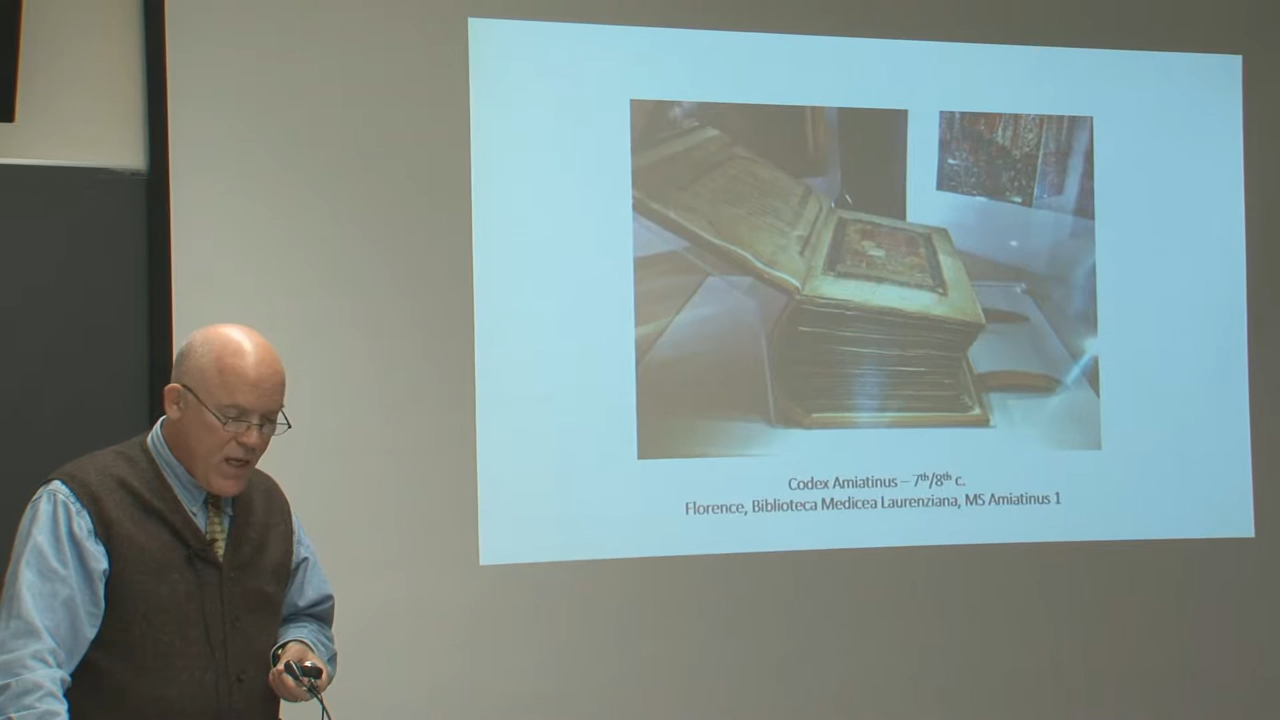 Codex Amiatinus – 7th/8th c.
Florence, Biblioteca Medicea Laurenziana, MS Amiatinus 1